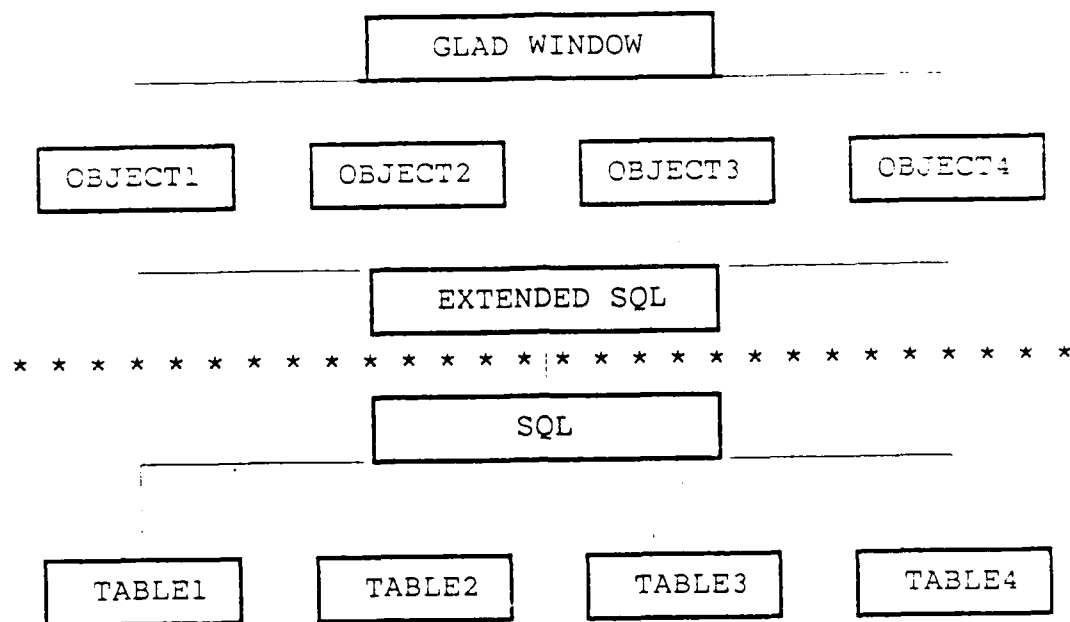 GLAD WINDOW
OBJECT1 OBJECT2 OBJECT3 OBJECT4
EXTENDED SQL
* * * * * * * * * * * * * * * * * * * * * * * * * * * *
SQL
TABLE1 TABLE2 TABLE3 TABLE4